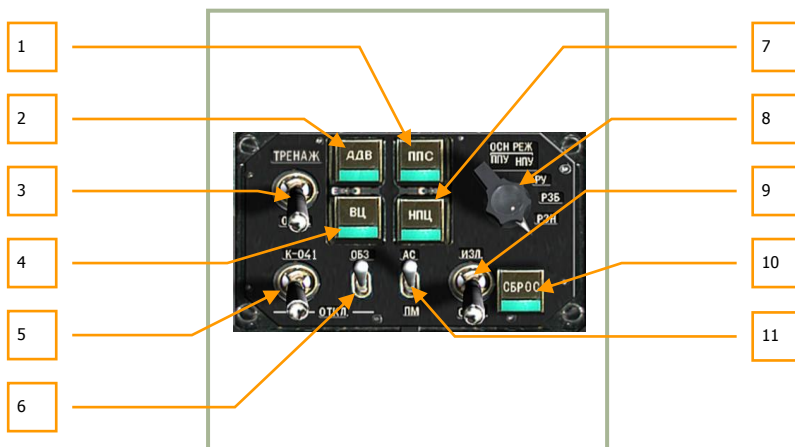 1
2
3
4
5
6
7
8
9
10
11
ТРЕНАЖ
АДВ
ППС
ВЦ
НПЦ
ОСН РЕЖ
ППУ НПУ
РУ
РЗБ
РЗН
К-041
ОБЗ
АС
ИЗЛ.
СБРОС
ОТКЛ.
ПМ